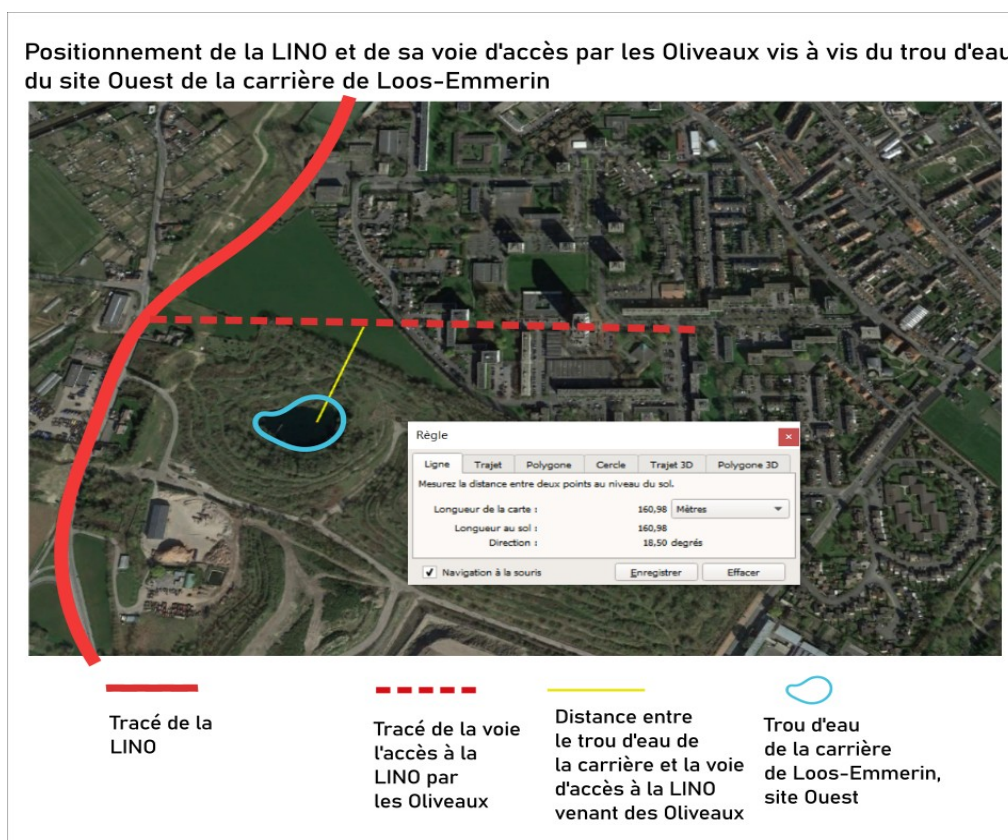 Positionnement de la LINO et de sa voie d'accès par les Oliveaux vis à vis du trou d'eau
du site Ouest de la carrière de Loos-Emmerin
Règle
Ligne Trajet Polygone Cercle Trajet 3D Polygone 3D
Mesurez la distance entre deux points au niveau du sol.
Longueur de la carte : 160,98 Mètres
Longueur au sol : 160,98
Direction : 18,50 degrés
Navigation à la souris Enregistrer Effacer
Tracé de la
LINO
Tracé de la voie
l'accès à la
LINO par
les Oliveaux
Distance entre
le trou d'eau de
la carrière et la voie
d'accès à la LINO
venant des Oliveaux
Trou d'eau
de la carrière
de Loos-Emmerin,
site Ouest